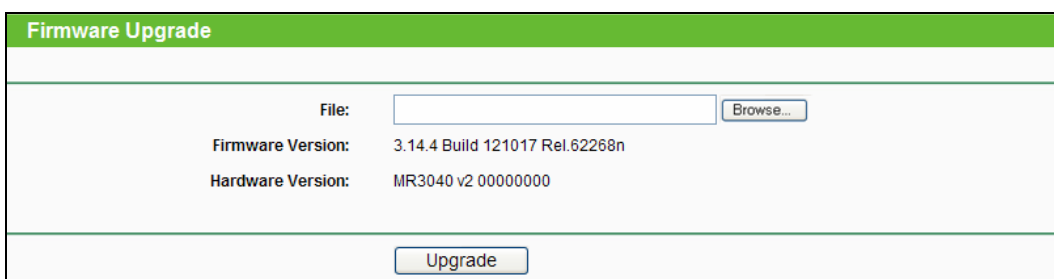 Firmware Upgrade
File: Browse...
Firmware Version: 3.14.4 Build 121017 Rel.62268n
Hardware Version: MR3040 v2 00000000
Upgrade